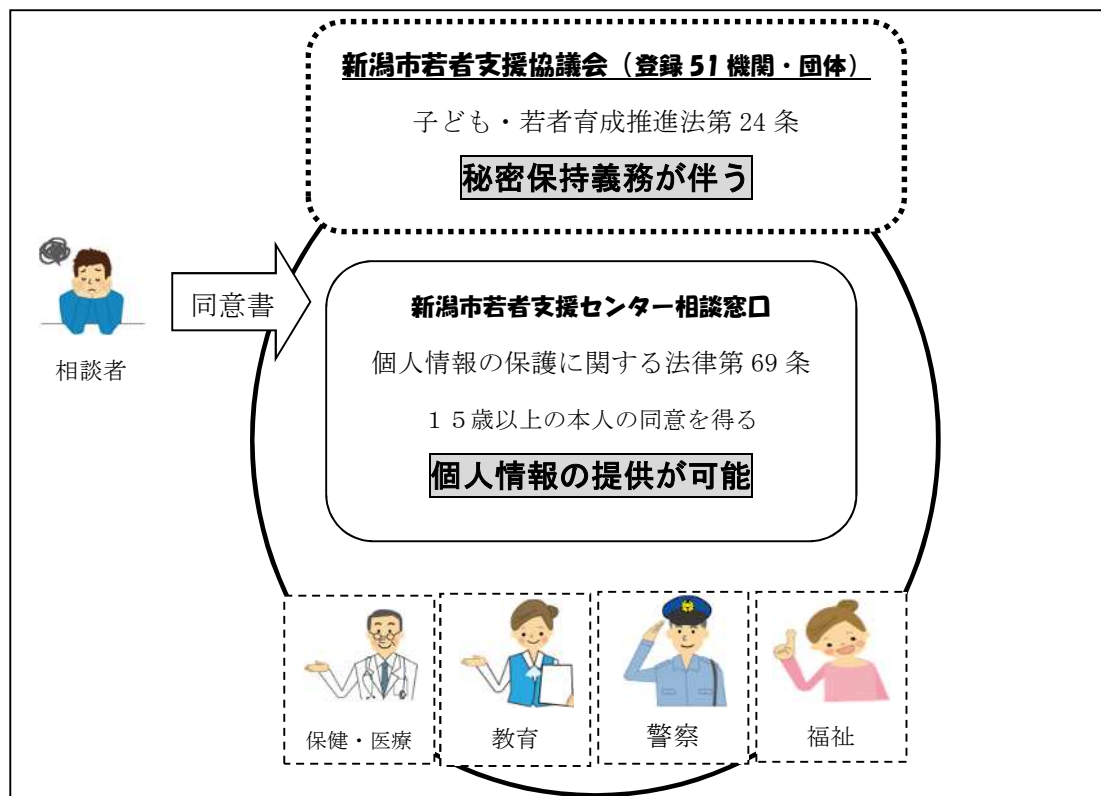 新潟市若者支援協議会（登録51機関・団体）
子ども・若者育成推進法第24条
秘密保持義務が伴う
同意書
相談者
新潟市若者支援センター相談窓口
個人情報の保護に関する法律第69条
１５歳以上の本人の同意を得る
個人情報の提供が可能
保健・医療
教育
警察
福祉